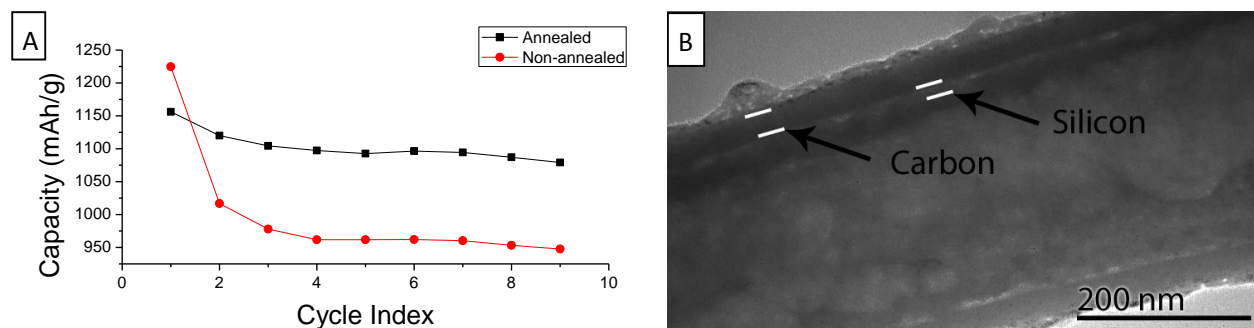 A
Annealed
Non-annealed
1250
1200
1150
1100
1050
1000
950
Capacity (mAh/g)
0 2 4 6 8 10
Cycle Index
B
Silicon
Carbon
200 nm